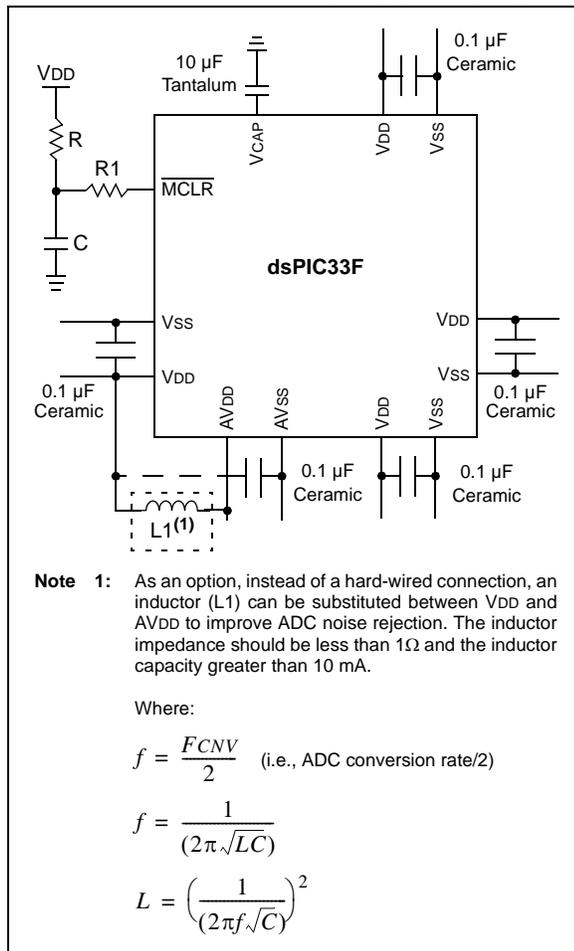 0.1 µF
Ceramic
10 µF
Tantalum
VDD
R
R1
C
VCAP
VDD
VSS
MCLR
dsPIC33F
VSS
VDD
VDD
VSS
0.1 µF
Ceramic
0.1 µF
Ceramic
AVDD
AVSS
VDD
VSS
0.1 µF
Ceramic
0.1 µF
Ceramic
L1(1)
Note 1: As an option, instead of a hard-wired connection, an
inductor (L1) can be substituted between VDD and
AVDD to improve ADC noise rejection. The inductor
impedance should be less than 1Ω and the inductor
capacity greater than 10 mA.
Where:
f = FCNV / 2 (i.e., ADC conversion rate/2)
f = 1 / (2π√LC)
L = (1 / (2πf√C))²